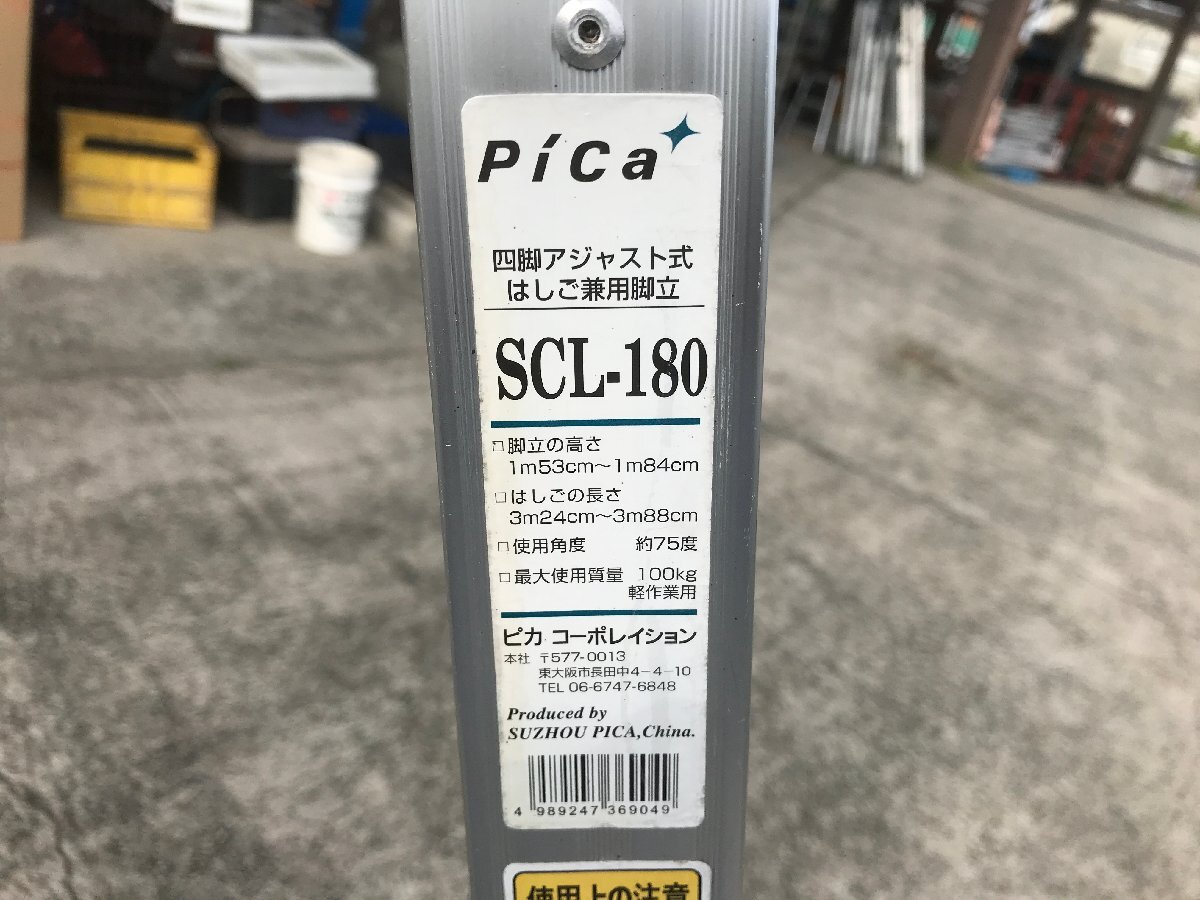 Pica
四脚アジャスト式
はしご兼用脚立
SCL-180
□脚立の高さ
1m53cm～1m84cm
□はしごの長さ
3m24cm～3m88cm
□使用角度 約75度
□最大使用質量 100kg
軽作業用
ピカ コーポレイション
本社 〒577-0013
東大阪市長田中4-4-10
TEL 06-6747-6848
Produced by
SUZHOU PICA,China.
4 989247 369049
使用上の注意